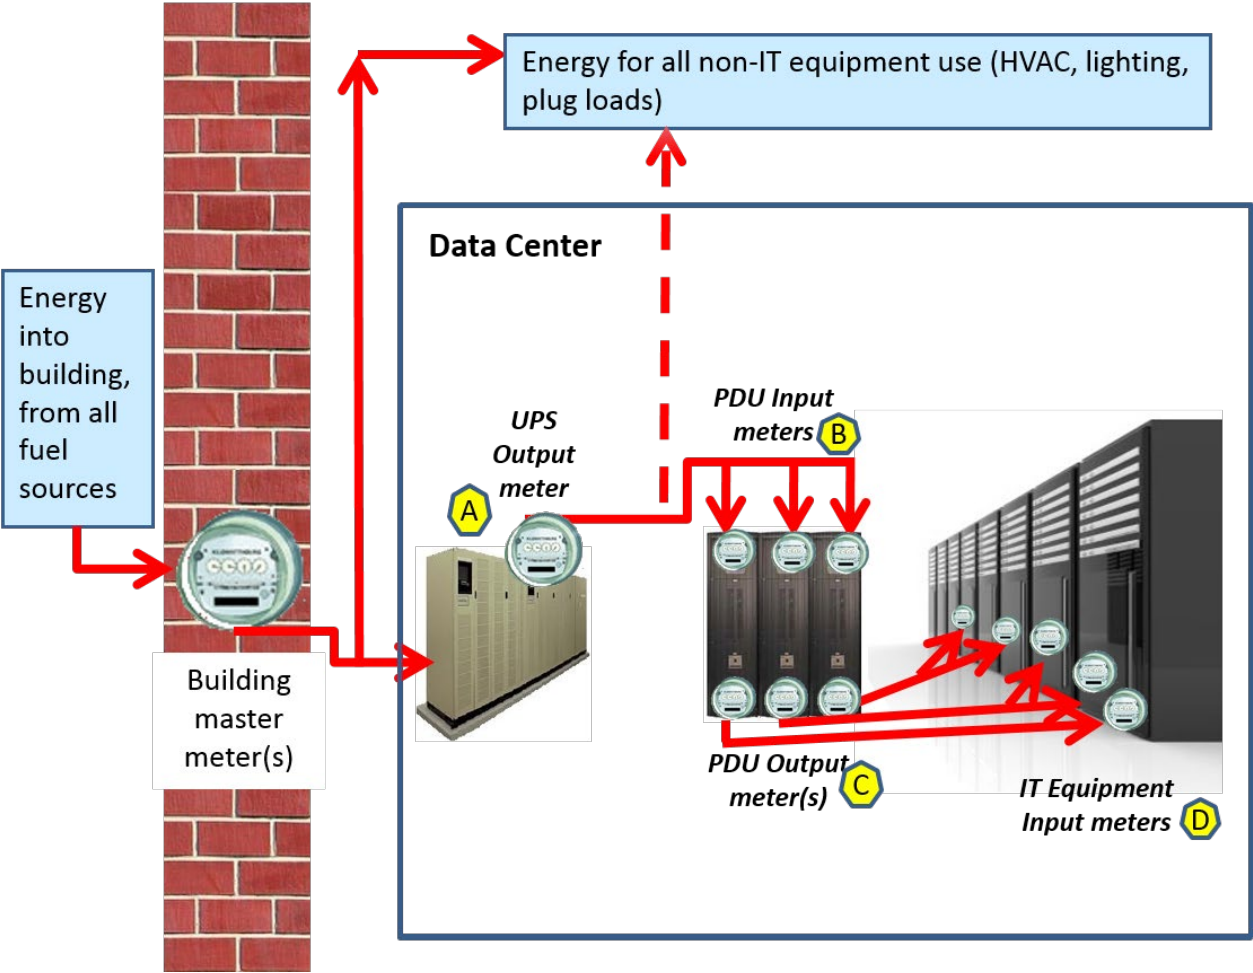 Energy for all non-IT equipment use (HVAC, lighting,
plug loads)
Data Center
Energy
into
building,
from all
fuel
sources
PDU Input
meters
B
UPS
Output
meter
A
Building
master
meter(s)
PDU Output
meter(s)
C
IT Equipment
Input meters
D